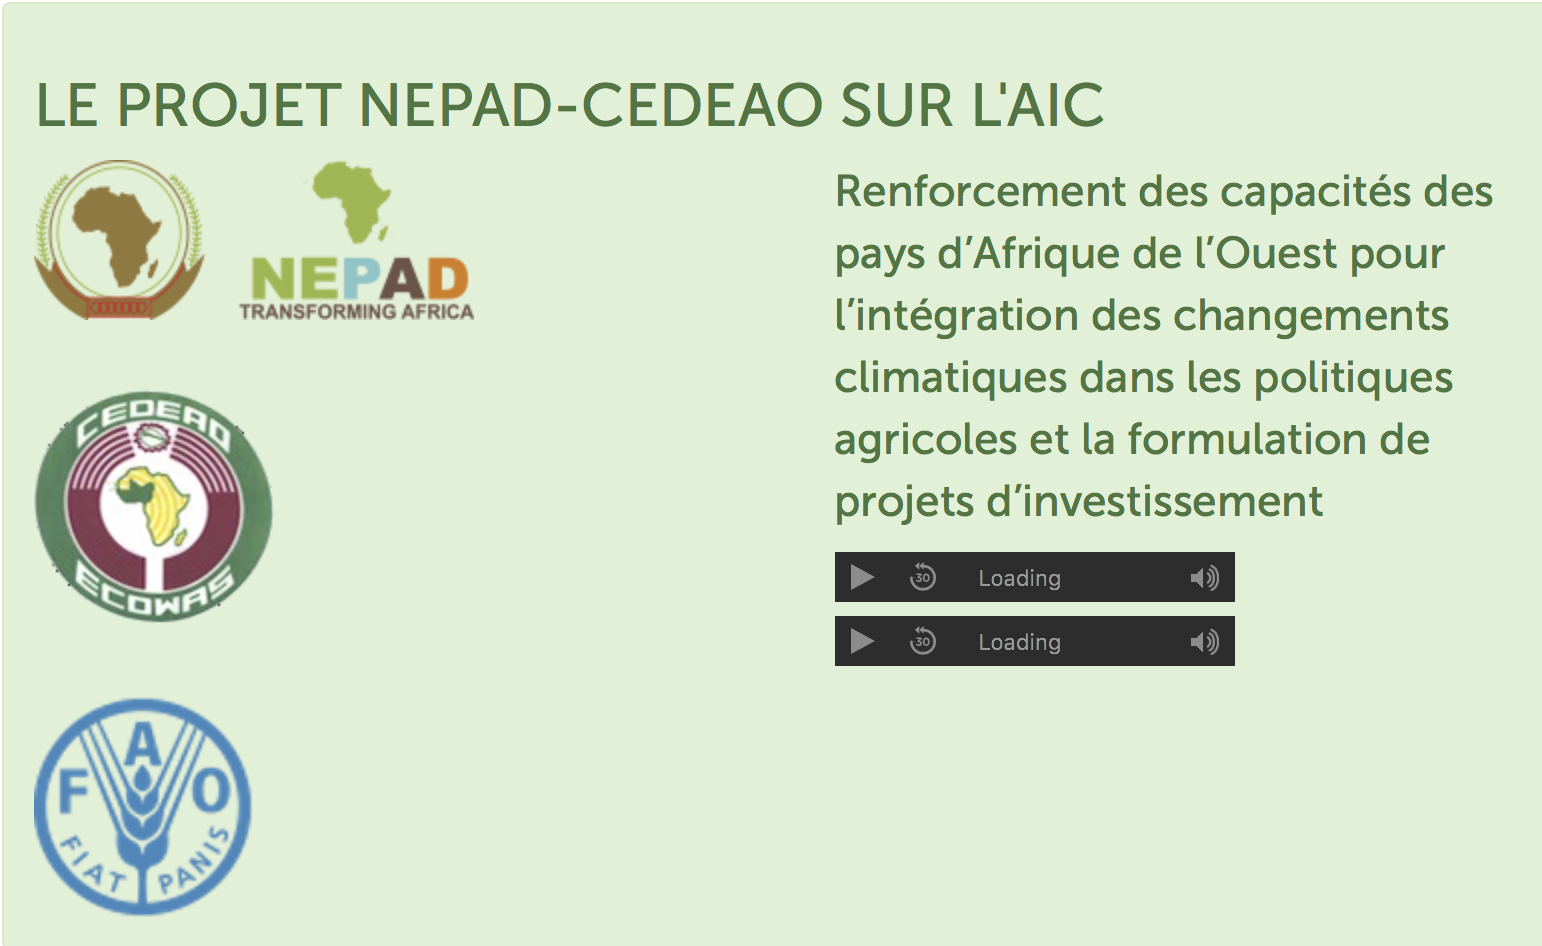 LE PROJET NEPAD-CEDEAO SUR L'AIC
NEPAD
TRANSFORMING AFRICA
CEDEAO
ECOWAS
FAO
FIAT PANIS
Renforcement des capacités des
pays d’Afrique de l’Ouest pour
l’intégration des changements
climatiques dans les politiques
agricoles et la formulation de
projets d’investissement
30 Loading
30 Loading